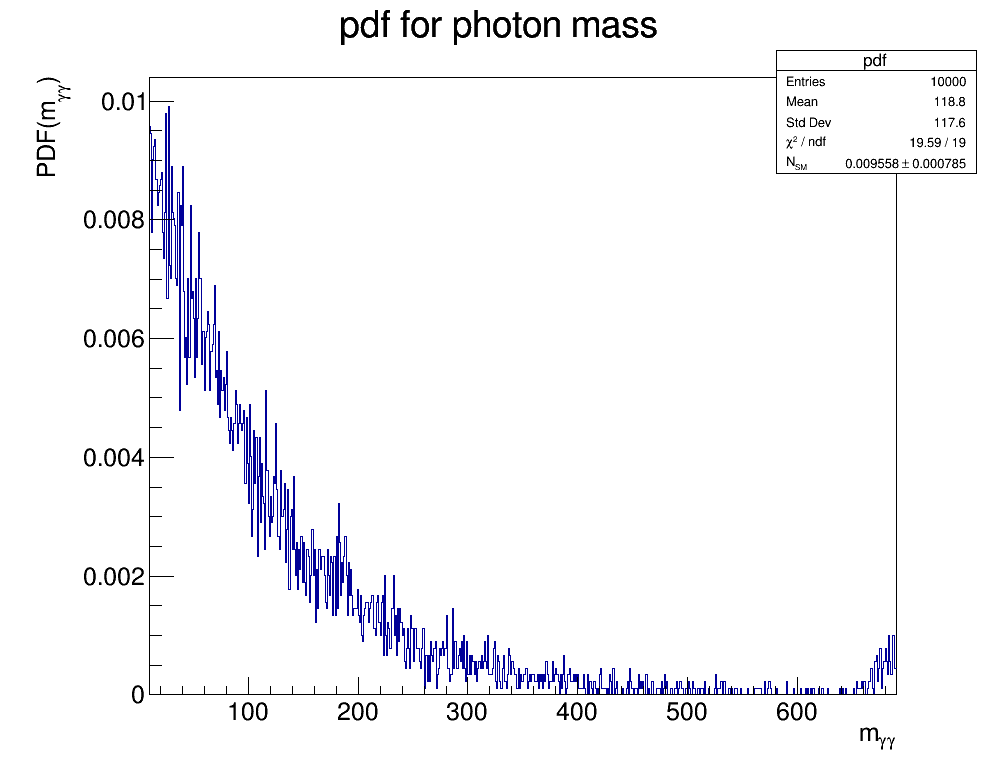 pdf for photon mass
pdf
Entries 10000
Mean 118.8
Std Dev 117.6
χ² / ndf 19.59 / 19
N_SM 0.009558 ± 0.000785
PDF(m_γγ)
0.01
0.008
0.006
0.004
0.002
0
100 200 300 400 500 600
m_γγ